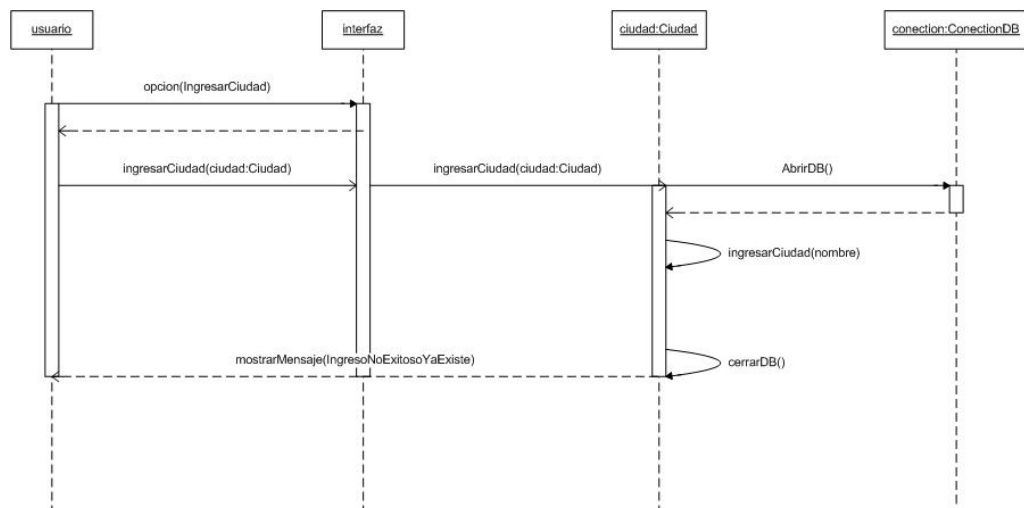 usuario
interfaz
ciudad:Ciudad
conection:ConectionDB
opcion(IngresarCiudad)
ingresarCiudad(ciudad:Ciudad)
ingresarCiudad(ciudad:Ciudad)
AbrirDB()
ingresarCiudad(nombre)
mostrarMensaje(IngresoNoExitosoYaExiste)
cerrarDB()